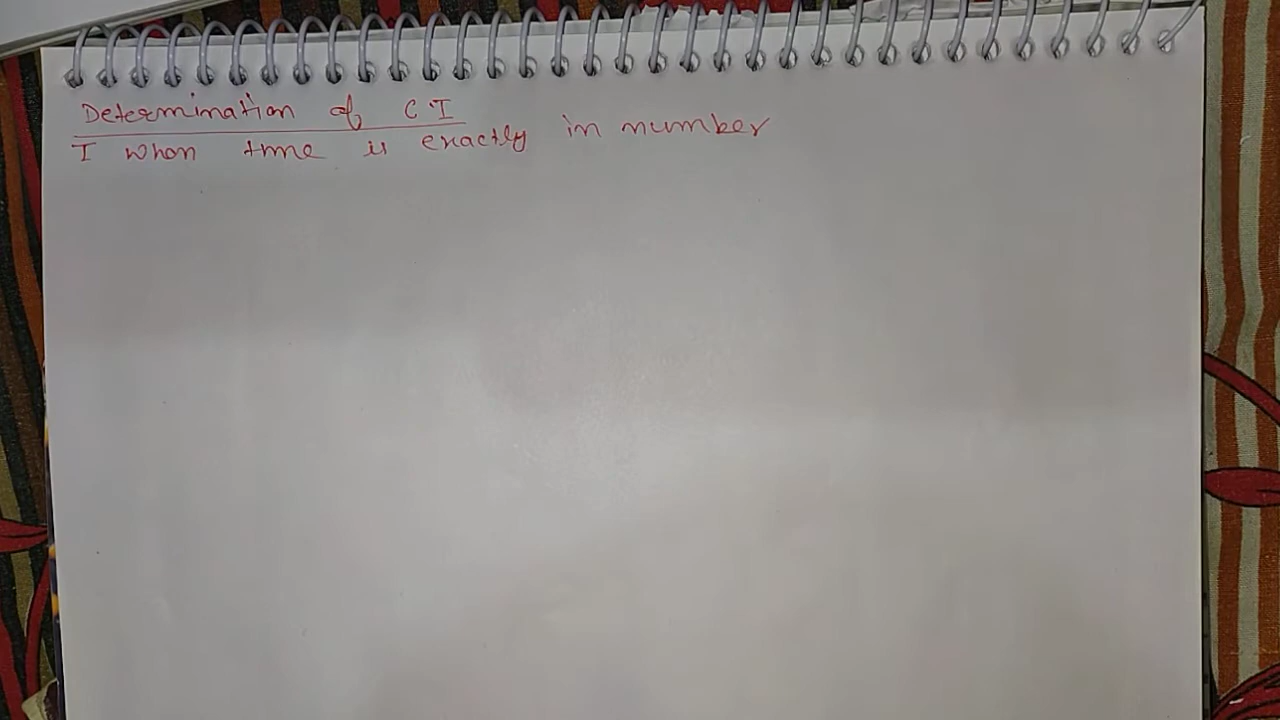 Determination of C.I
I when time is exactly in number